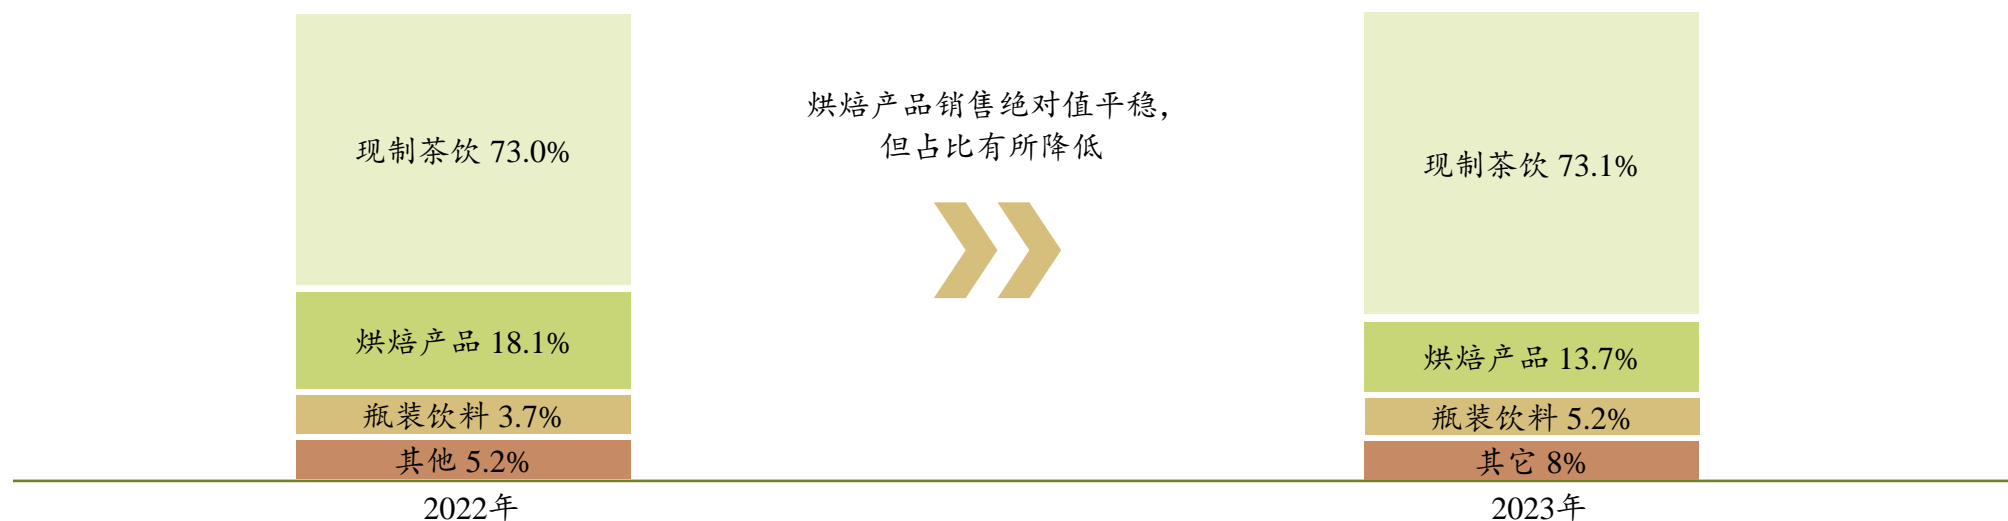 现制茶饮 73.0%
烘焙产品 18.1%
瓶装饮料 3.7%
其他 5.2%
2022年
烘焙产品销售绝对值平稳，
但占比有所降低
现制茶饮 73.1%
烘焙产品 13.7%
瓶装饮料 5.2%
其它 8%
2023年